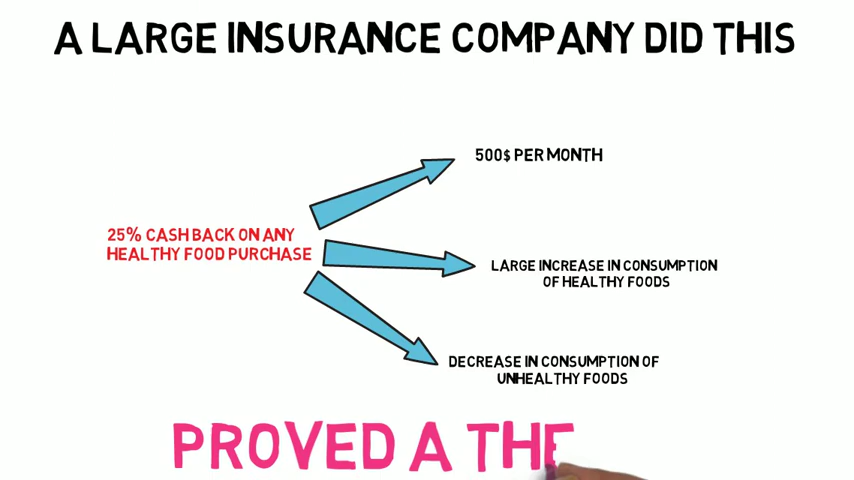 A LARGE INSURANCE COMPANY DID THIS
500$ PER MONTH
25% CASH BACK ON ANY
HEALTHY FOOD PURCHASE
LARGE INCREASE IN CONSUMPTION
OF HEALTHY FOODS
DECREASE IN CONSUMPTION OF
UNHEALTHY FOODS
PROVED A THE